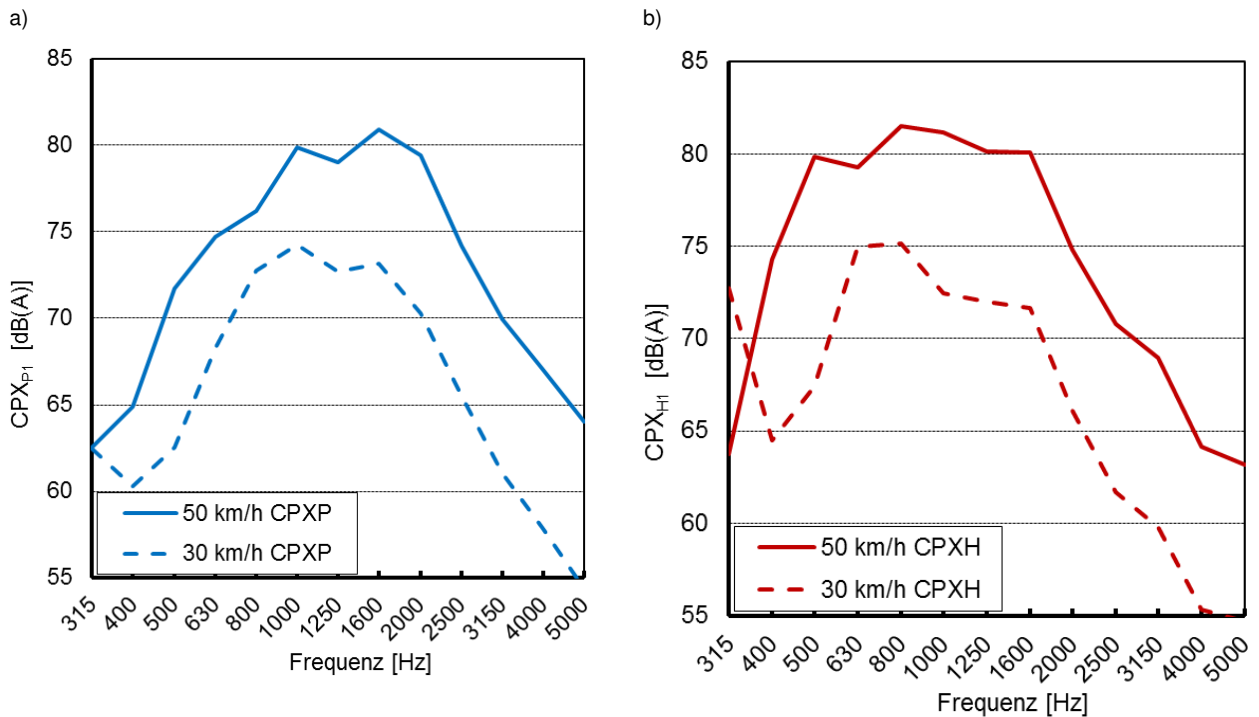 a)
85
80
75
70
65
60
55
CPX_P1 [dB(A)]
50 km/h CPXP
30 km/h CPXP
315 400 500 630 800 1000 1250 1600 2000 2500 3150 4000 5000
Frequenz [Hz]
b)
85
80
75
70
65
60
55
CPX_H1 [dB(A)]
50 km/h CPXH
30 km/h CPXH
315 400 500 630 800 1000 1250 1600 2000 2500 3150 4000 5000
Frequenz [Hz]